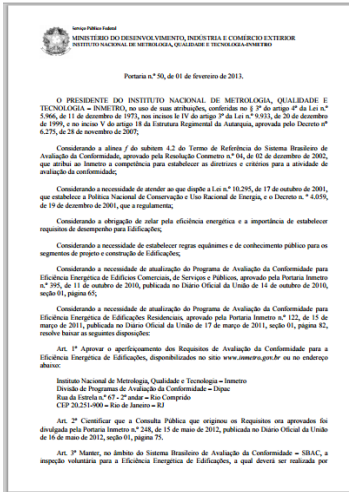 Serviço Público Federal
MINISTÉRIO DO DESENVOLVIMENTO, INDÚSTRIA E COMÉRCIO EXTERIOR
INSTITUTO NACIONAL DE METROLOGIA, QUALIDADE E TECNOLOGIA-INMETRO
Portaria n.º 50, de 01 de fevereiro de 2013.
O PRESIDENTE DO INSTITUTO NACIONAL DE METROLOGIA, QUALIDADE E
TECNOLOGIA – INMETRO, no uso de suas atribuições, conferidas no § 3º do artigo 4º da Lei n.º
5.966, de 11 de dezembro de 1973, nos incisos I e IV do artigo 3º da Lei n.º 9.933, de 20 de dezembro
de 1999, e no inciso V do artigo 18 da Estrutura Regimental da Autarquia, aprovada pelo Decreto nº
6.275, de 28 de novembro de 2007;
Considerando a alínea f do subitem 4.2 do Termo de Referência do Sistema Brasileiro de
Avaliação da Conformidade, aprovado pela Resolução Conmetro n.º 04, de 02 de dezembro de 2002,
que atribui ao Inmetro a competência para estabelecer as diretrizes e critérios para a atividade de
avaliação da conformidade;
Considerando a necessidade de atender ao que dispõe a Lei n.º 10.295, de 17 de outubro de 2001,
que estabelece a Política Nacional de Conservação e Uso Racional de Energia, e o Decreto n. º 4.059,
de 19 de dezembro de 2001, que a regulamenta;
Considerando a obrigação de zelar pela eficiência energética e a importância de estabelecer
requisitos de desempenho para Edificações;
Considerando a necessidade de estabelecer regras equânimes e de conhecimento público para os
segmentos de projeto e construção de Edificações;
Considerando a necessidade de atualização do Programa de Avaliação da Conformidade para
Eficiência Energética de Edifícios Comerciais, de Serviços e Públicos, aprovado pela Portaria Inmetro
n.º 395, de 11 de outubro de 2010, publicada no Diário Oficial da União de 14 de outubro de 2010,
seção 01, página 65;
Considerando a necessidade de atualização do Programa de Avaliação da Conformidade para
Eficiência Energética de Edificações Residenciais, aprovado pela Portaria Inmetro n.º 122, de 15 de
março de 2011, publicada no Diário Oficial da União de 17 de março de 2011, seção 01, página 82,
resolve baixar as seguintes disposições:
Art. 1º Aprovar o aperfeiçoamento dos Requisitos de Avaliação da Conformidade para a
Eficiência Energética de Edificações, disponibilizados no sitio www.inmetro.gov.br ou no endereço
abaixo:
Instituto Nacional de Metrologia, Qualidade e Tecnologia – Inmetro
Divisão de Programas de Avaliação da Conformidade – Dipac
Rua da Estrela n.º 67 - 2º andar – Rio Comprido
CEP 20.251-900 – Rio de Janeiro – RJ
Art. 2º Cientificar que a Consulta Pública que originou os Requisitos ora aprovados foi
divulgada pela Portaria Inmetro n.º 248, de 15 de maio de 2012, publicada no Diário Oficial da União
de 16 de maio de 2012, seção 01, página 75.
Art. 3º Manter, no âmbito do Sistema Brasileiro de Avaliação da Conformidade – SBAC, a
inspeção voluntária para a Eficiência Energética de Edificações, a qual deverá ser realizada por